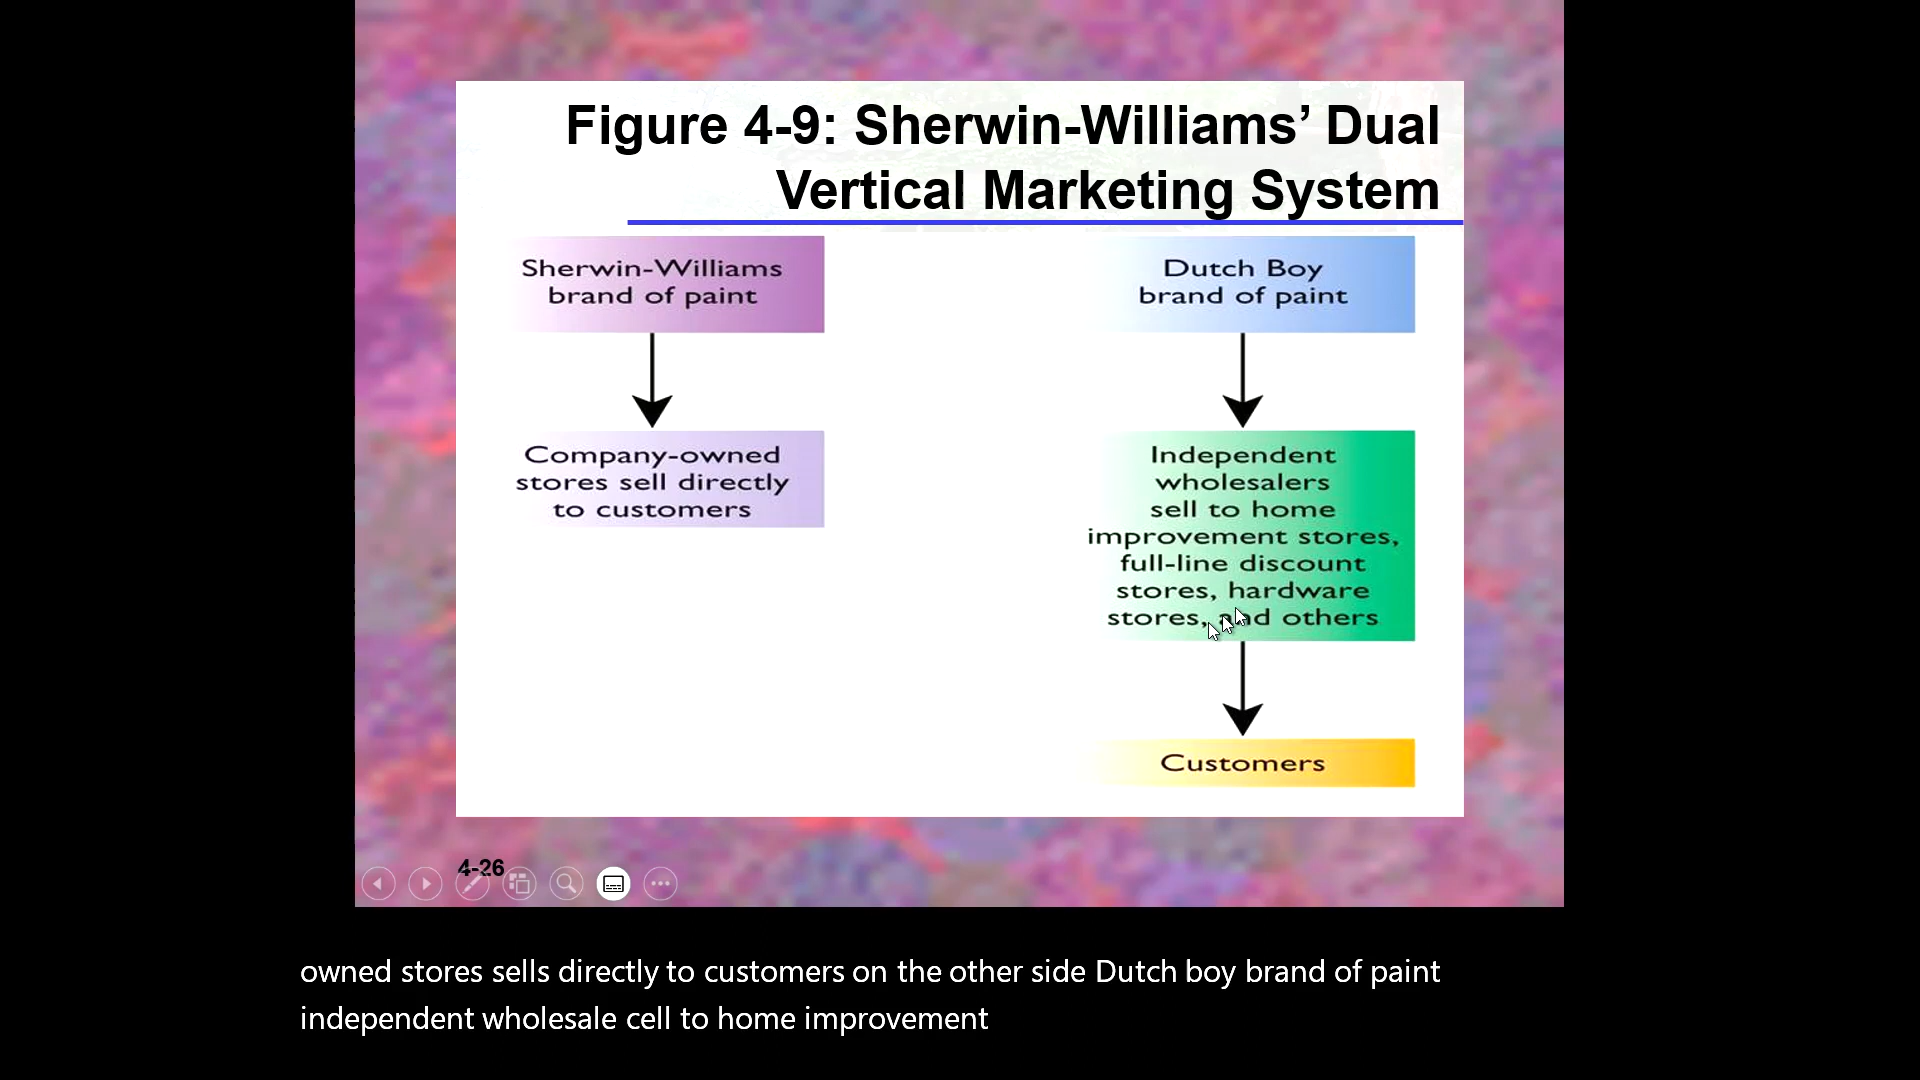 Figure 4-9: Sherwin-Williams’ Dual
Vertical Marketing System
Sherwin-Williams
brand of paint
Company-owned
stores sell directly
to customers
Dutch Boy
brand of paint
Independent
wholesalers
sell to home
improvement stores,
full-line discount
stores, hardware
stores, and others
Customers
4-26
owned stores sells directly to customers on the other side Dutch boy brand of paint
independent wholesale cell to home improvement